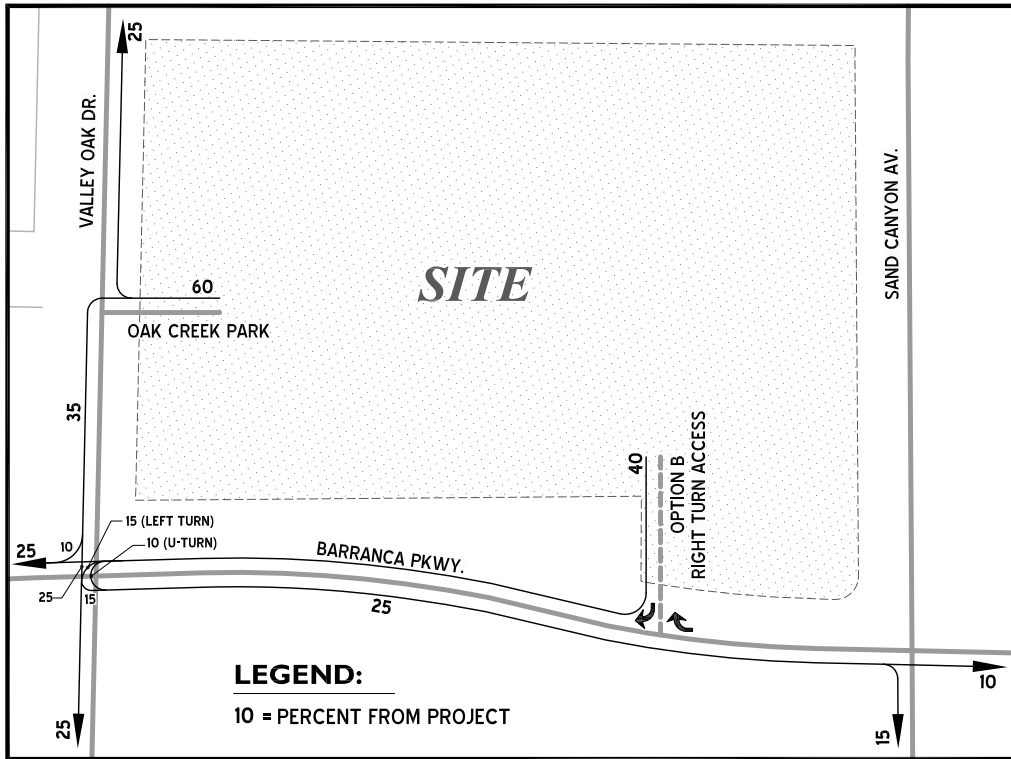 25
VALLEY OAK DR.
SAND CANYON AV.
SITE
60
OAK CREEK PARK
35
40
OPTION B
RIGHT TURN ACCESS
15 (LEFT TURN)
10 (U-TURN)
10
25
BARRANCA PKWY.
25
15
25
25
15
10
LEGEND:
10 = PERCENT FROM PROJECT